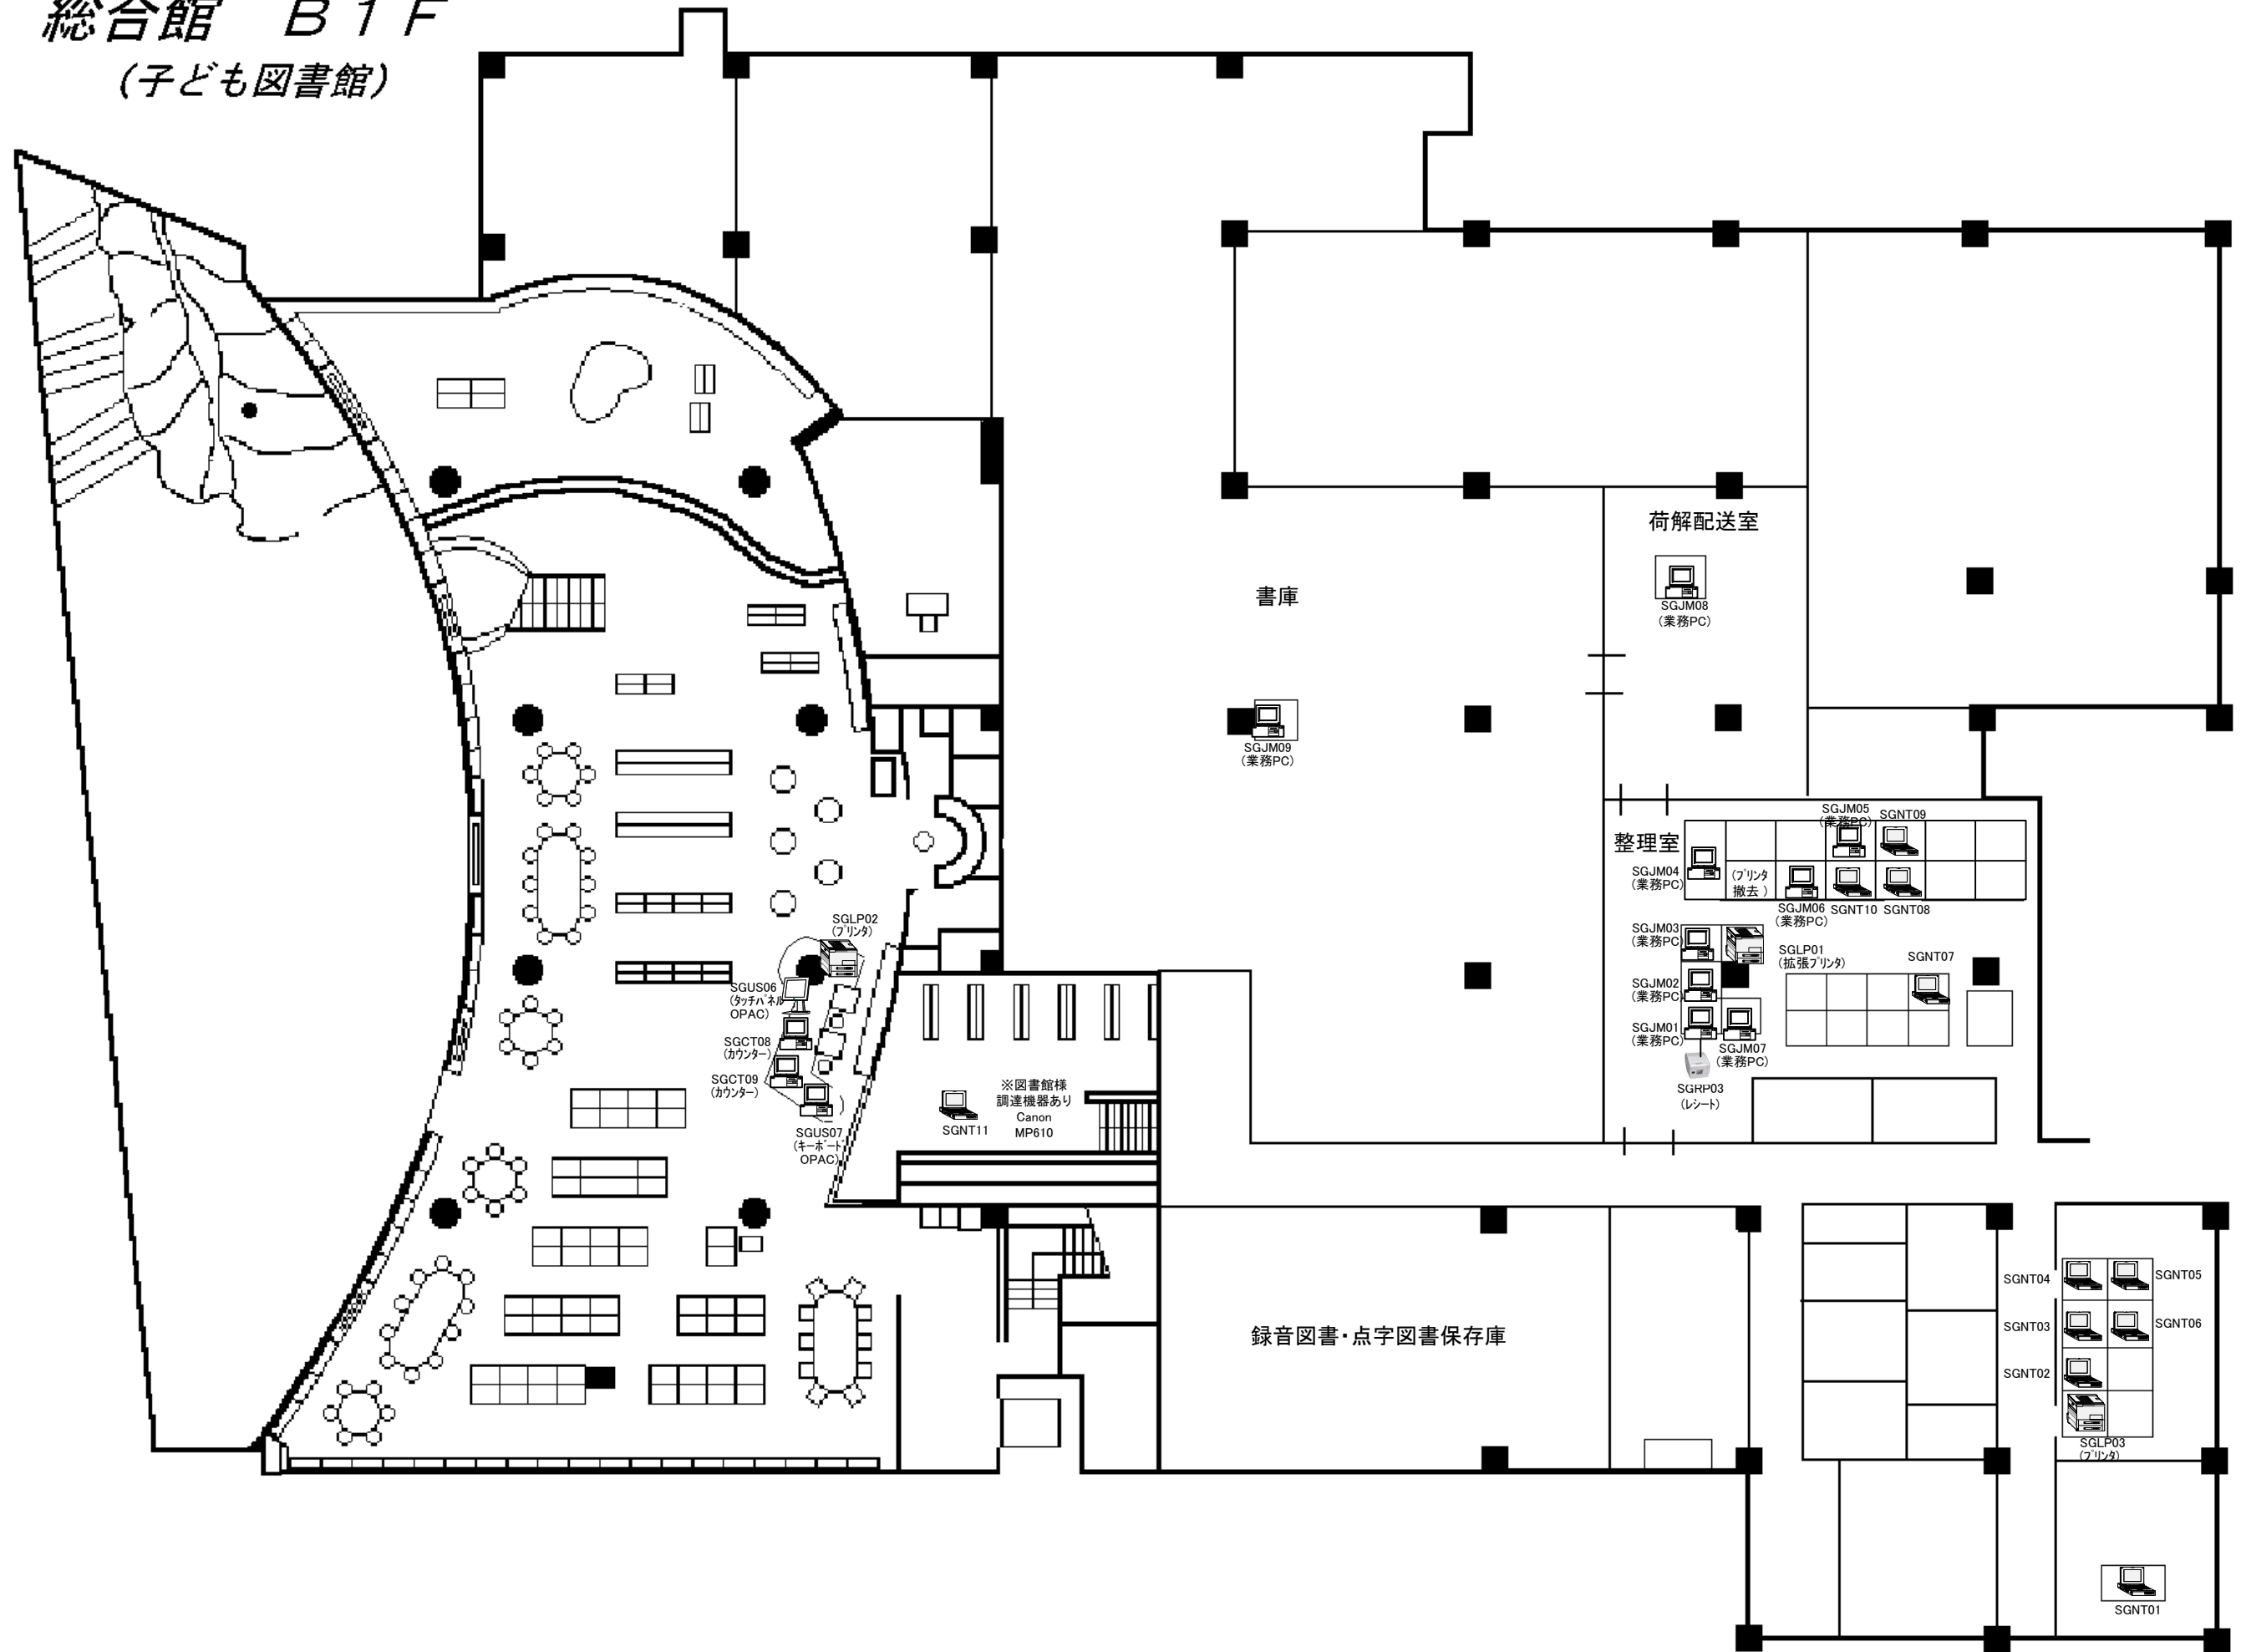 総合館　Ｂ１Ｆ
(子ども図書館)
荷解配送室
SGJM08
(業務PC)
書庫
SGJM09
(業務PC)
整理室
SGJM05
(業務PC)
SGNT09
SGJM04
(業務PC)
(ﾌﾟﾘﾝﾀ
撤去 )
SGJM06
(業務PC)
SGNT10
SGNT08
SGJM03
(業務PC)
SGLP01
(拡張ﾌﾟﾘﾝﾀ)
SGNT07
SGJM02
(業務PC)
SGJM01
(業務PC)
SGJM07
(業務PC)
SGRP03
(ﾚｼｰﾄ)
SGLP02
(ﾌﾟﾘﾝﾀ)
SGUS06
(ﾀｯﾁﾊﾟﾈﾙ
OPAC)
SGCT08
(ｶｳﾝﾀｰ)
SGCT09
(ｶｳﾝﾀｰ)
SGUS07
(ｷｰﾎﾞｰﾄﾞ
OPAC)
SGNT11
※図書館様
調達機器あり
Canon
MP610
録音図書・点字図書保存庫
SGNT04
SGNT05
SGNT03
SGNT06
SGNT02
SGLP03
(ﾌﾟﾘﾝﾀ)
SGNT01